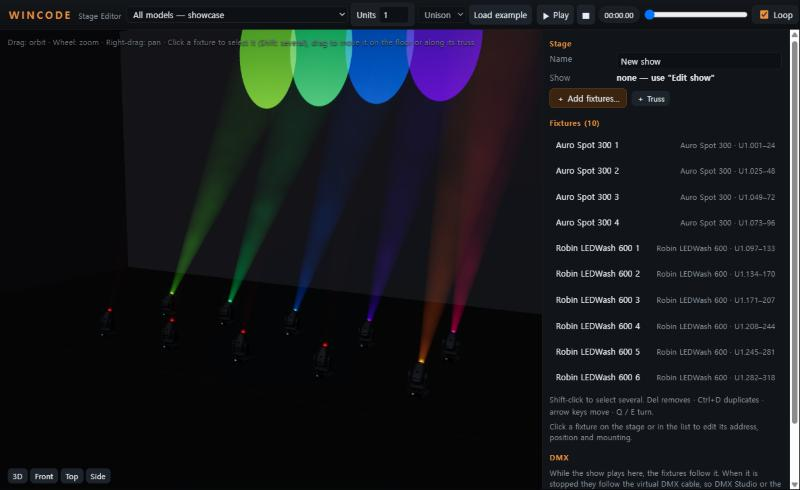 WINCODE Stage Editor All models — showcase Units 1 Unison Load example ▶ Play 00:00.00 Loop
Drag: orbit · Wheel: zoom · Right-drag: pan · Click a fixture to select it (Shift: several), drag to move it on the floor or along its truss
Stage
Name New show
Show none — use "Edit show"
+ Add fixtures... + Truss
Fixtures (10)
Auro Spot 300 1 Auro Spot 300 · U1.001–24
Auro Spot 300 2 Auro Spot 300 · U1.025–48
Auro Spot 300 3 Auro Spot 300 · U1.049–72
Auro Spot 300 4 Auro Spot 300 · U1.073–96
Robin LEDWash 600 1 Robin LEDWash 600 · U1.097–133
Robin LEDWash 600 2 Robin LEDWash 600 · U1.134–170
Robin LEDWash 600 3 Robin LEDWash 600 · U1.171–207
Robin LEDWash 600 4 Robin LEDWash 600 · U1.208–244
Robin LEDWash 600 5 Robin LEDWash 600 · U1.245–281
Robin LEDWash 600 6 Robin LEDWash 600 · U1.282–318
Shift-click to select several. Del removes · Ctrl+D duplicates ·
arrow keys move · Q / E turn.
Click a fixture on the stage or in the list to edit its address,
position and mounting.
DMX
While the show plays here, the fixtures follow it. When it is
stopped they follow the virtual DMX cable, so DMX Studio or the
3D Front Top Side